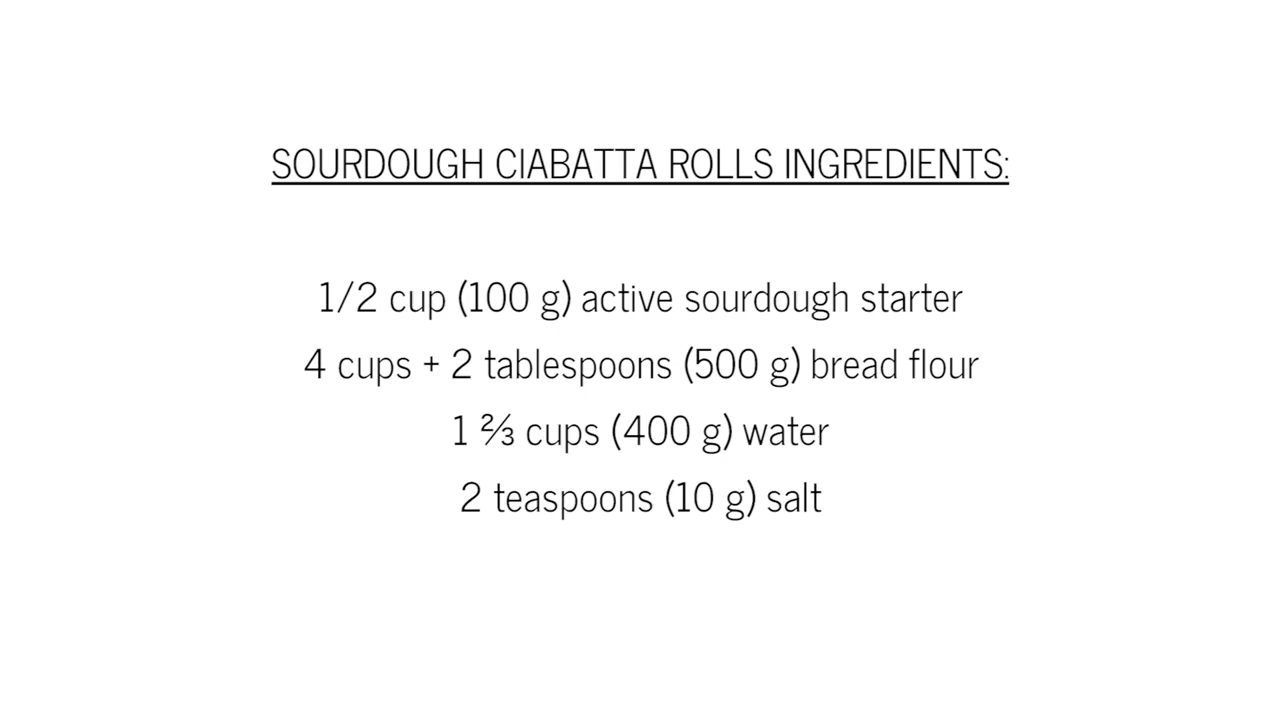 SOURDOUGH CIABATTA ROLLS INGREDIENTS:
1/2 cup (100 g) active sourdough starter
4 cups + 2 tablespoons (500 g) bread flour
1 ⅔ cups (400 g) water
2 teaspoons (10 g) salt